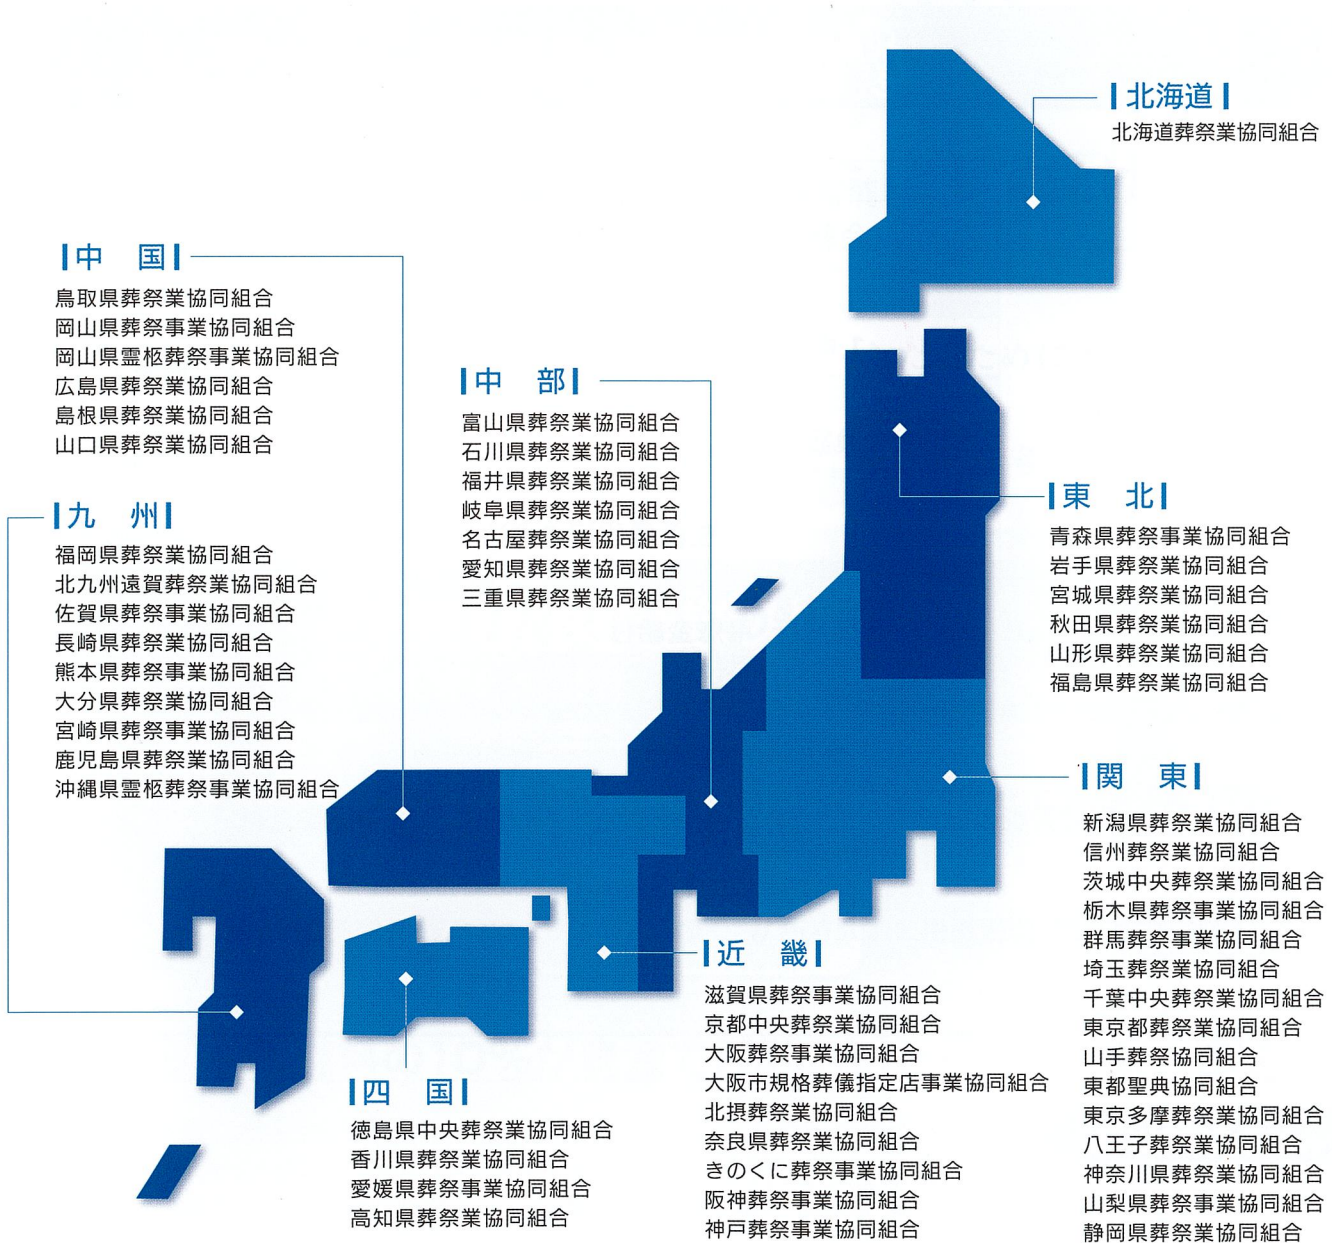 北海道
北海道葬祭業協同組合
中　国
鳥取県葬祭業協同組合
岡山県葬祭事業協同組合
岡山県霊柩葬祭事業協同組合
広島県葬祭業協同組合
島根県葬祭業協同組合
山口県葬祭業協同組合
中　部
富山県葬祭業協同組合
石川県葬祭業協同組合
福井県葬祭業協同組合
岐阜県葬祭業協同組合
名古屋葬祭業協同組合
愛知県葬祭業協同組合
三重県葬祭業協同組合
東　北
青森県葬祭事業協同組合
岩手県葬祭業協同組合
宮城県葬祭業協同組合
秋田県葬祭業協同組合
山形県葬祭業協同組合
福島県葬祭業協同組合
九　州
福岡県葬祭業協同組合
北九州遠賀葬祭業協同組合
佐賀県葬祭事業協同組合
長崎県葬祭業協同組合
熊本県葬祭事業協同組合
大分県葬祭業協同組合
宮崎県葬祭事業協同組合
鹿児島県葬祭業協同組合
沖縄県霊柩葬祭事業協同組合
関　東
新潟県葬祭業協同組合
信州葬祭業協同組合
茨城中央葬祭業協同組合
栃木県葬祭事業協同組合
群馬葬祭事業協同組合
埼玉葬祭業協同組合
千葉中央葬祭業協同組合
東京都葬祭業協同組合
山手葬祭協同組合
東都聖典協同組合
東京多摩葬祭業協同組合
八王子葬祭業協同組合
神奈川県葬祭業協同組合
山梨県葬祭事業協同組合
静岡県葬祭業協同組合
近　畿
滋賀県葬祭事業協同組合
京都中央葬祭業協同組合
大阪葬祭事業協同組合
大阪市規格葬儀指定店事業協同組合
北摂葬祭業協同組合
奈良県葬祭業協同組合
きのくに葬祭事業協同組合
阪神葬祭事業協同組合
神戸葬祭事業協同組合
四　国
徳島県中央葬祭業協同組合
香川県葬祭業協同組合
愛媛県葬祭事業協同組合
高知県葬祭業協同組合